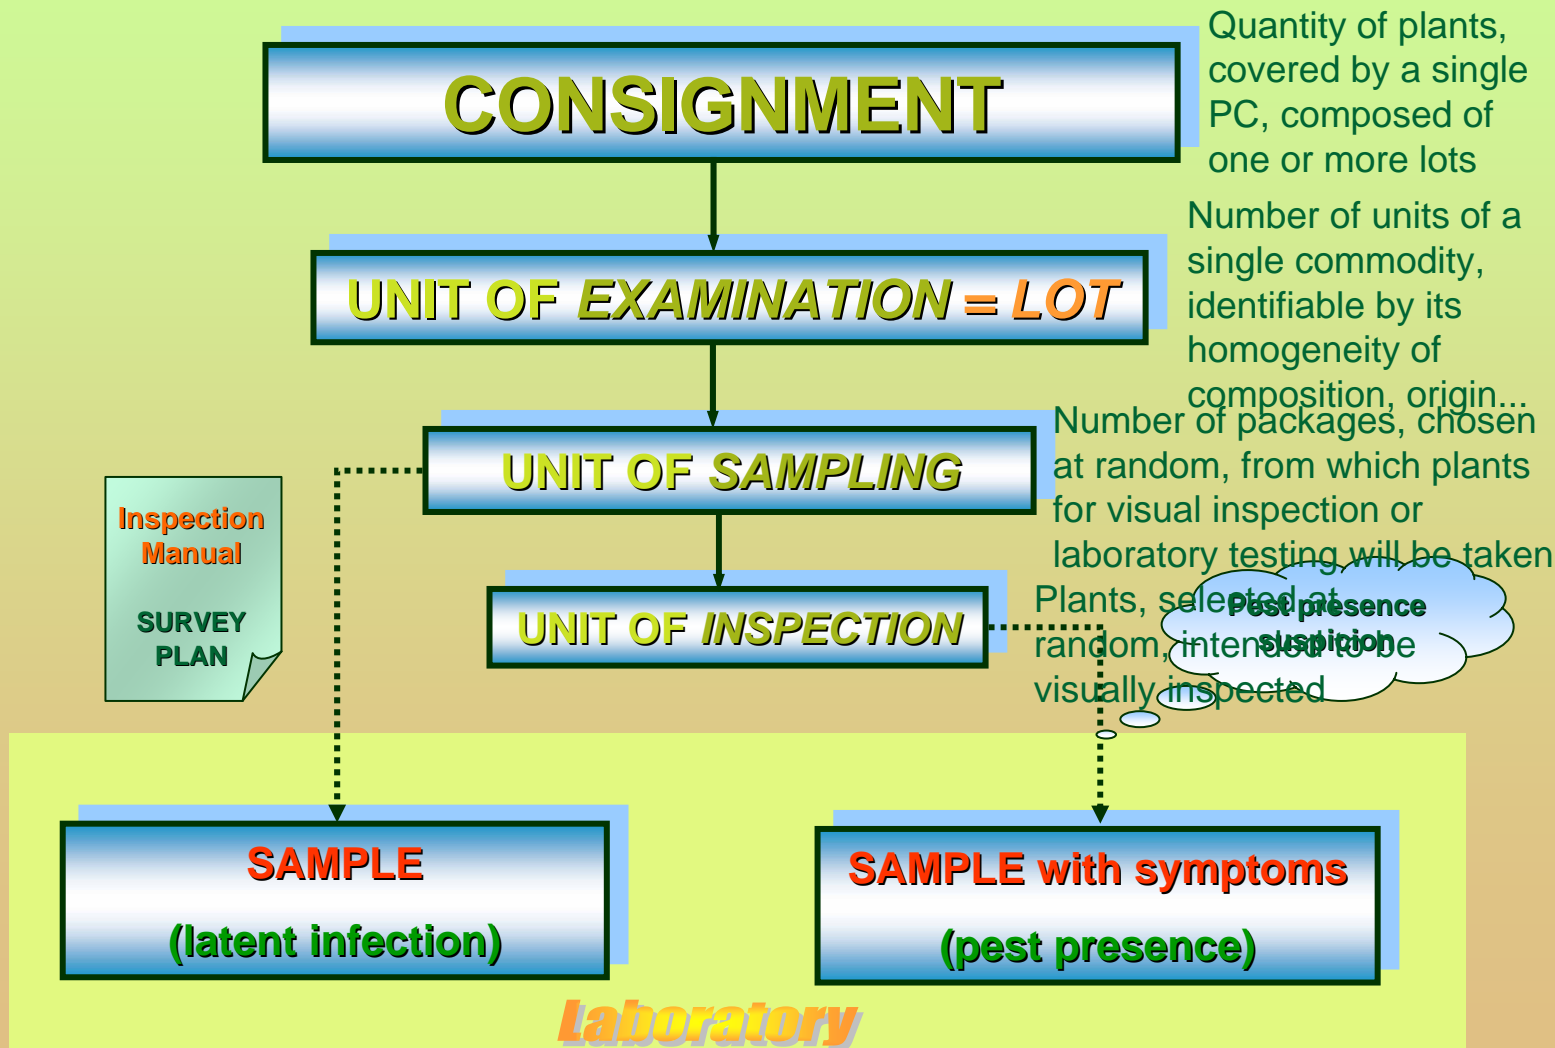 CONSIGNMENT
Quantity of plants,
covered by a single
PC, composed of
one or more lots
UNIT OF EXAMINATION = LOT
Number of units of a
single commodity,
identifiable by its
homogeneity of
composition, origin...
UNIT OF SAMPLING
Number of packages, chosen
at random, from which plants
for visual inspection or
laboratory testing will be taken
Inspection
Manual
SURVEY
PLAN
UNIT OF INSPECTION
Plants, selected at
random, intended to be
visually inspected
Pest presence
suspicion
SAMPLE
(latent infection)
SAMPLE with symptoms
(pest presence)
Laboratory